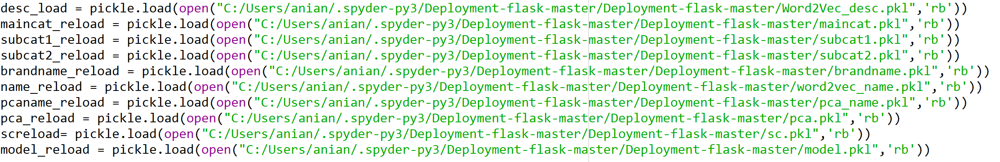 desc_load = pickle.load(open("C:/Users/anian/.spyder-py3/Deployment-flask-master/Deployment-flask-master/Word2Vec_desc.pkl",'rb'))
maincat_reload = pickle.load(open("C:/Users/anian/.spyder-py3/Deployment-flask-master/Deployment-flask-master/maincat.pkl",'rb'))
subcat1_reload = pickle.load(open("C:/Users/anian/.spyder-py3/Deployment-flask-master/Deployment-flask-master/subcat1.pkl",'rb'))
subcat2_reload = pickle.load(open("C:/Users/anian/.spyder-py3/Deployment-flask-master/Deployment-flask-master/subcat2.pkl",'rb'))
brandname_reload = pickle.load(open("C:/Users/anian/.spyder-py3/Deployment-flask-master/Deployment-flask-master/brandname.pkl",'rb'))
name_reload = pickle.load(open("C:/Users/anian/.spyder-py3/Deployment-flask-master/Deployment-flask-master/word2vec_name.pkl",'rb'))
pcaname_reload = pickle.load(open("C:/Users/anian/.spyder-py3/Deployment-flask-master/Deployment-flask-master/pca_name.pkl",'rb'))
pca_reload = pickle.load(open("C:/Users/anian/.spyder-py3/Deployment-flask-master/Deployment-flask-master/pca.pkl",'rb'))
screload= pickle.load(open("C:/Users/anian/.spyder-py3/Deployment-flask-master/Deployment-flask-master/sc.pkl",'rb'))
model_reload = pickle.load(open("C:/Users/anian/.spyder-py3/Deployment-flask-master/Deployment-flask-master/model.pkl",'rb'))